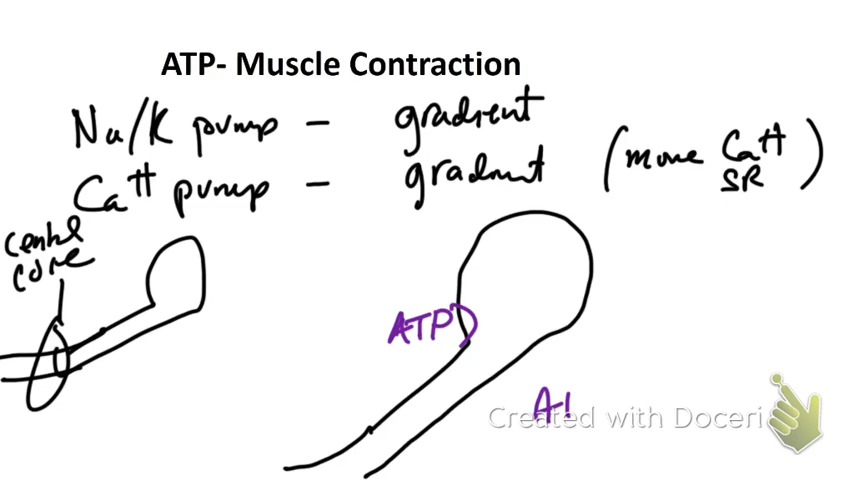 ATP- Muscle Contraction
Na/K pump - gradient
Ca++ pump - gradient (move Ca++ SR)
central core
ATP
Created with Doceri